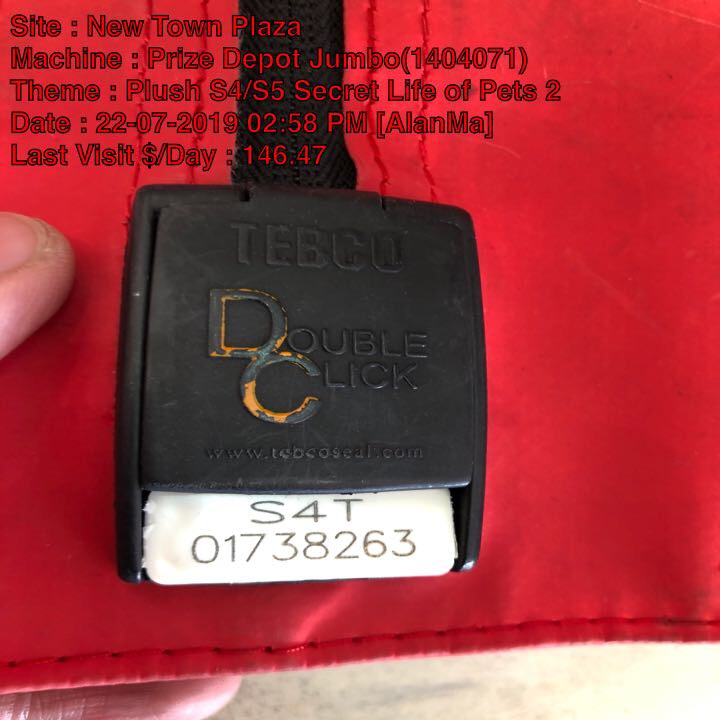 Site : New Town Plaza
Machine : Prize Depot Jumbo(1404071)
Theme : Plush S4/S5 Secret Life of Pets 2
Date : 22-07-2019 02:58 PM [AlanMa]
Last Visit $/Day : 146.47
TEBCO
DOUBLE
CLICK
www.tebcoseal.com
S4T
01738263